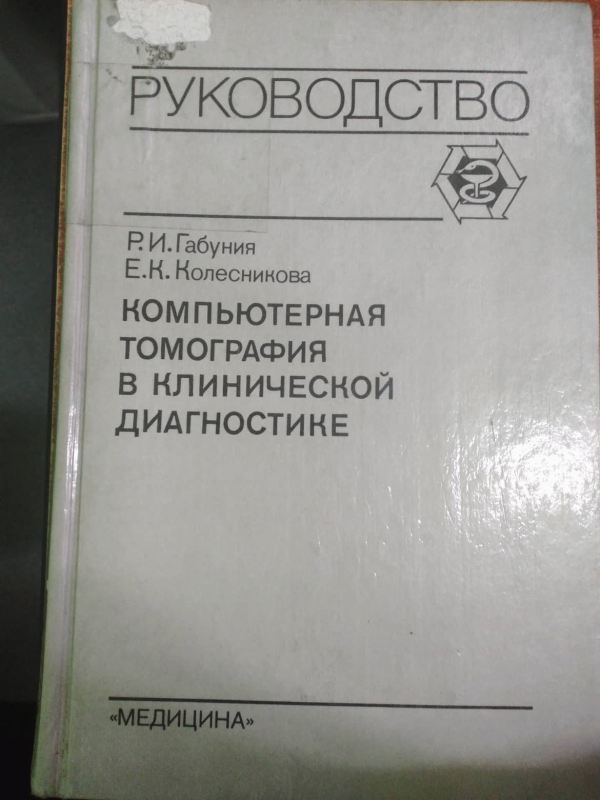 РУКОВОДСТВО
Р.И.Габуния
Е.К.Колесникова
КОМПЬЮТЕРНАЯ
ТОМОГРАФИЯ
В КЛИНИЧЕСКОЙ
ДИАГНОСТИКЕ
«МЕДИЦИНА»